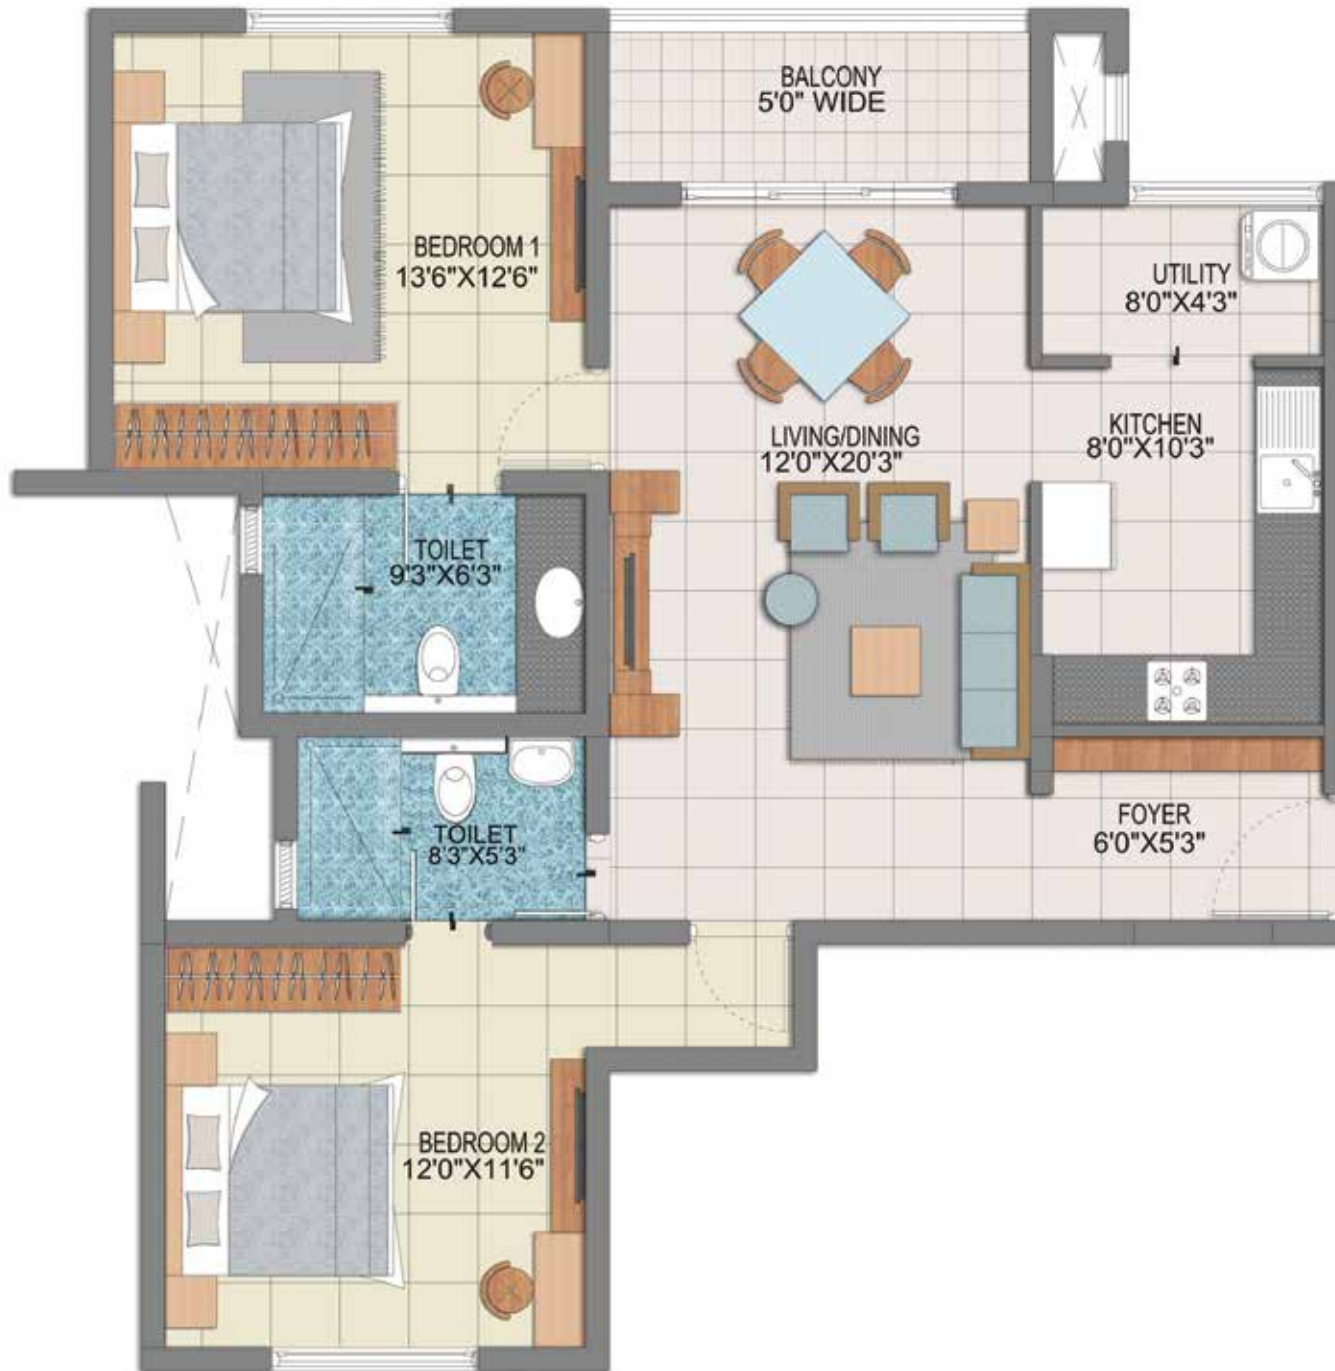 BALCONY
5'0" WIDE
BEDROOM 1
13'6"X12'6"
UTILITY
8'0"X4'3"
LIVING/DINING
12'0"X20'3"
KITCHEN
8'0"X10'3"
TOILET
9'3"X6'3"
TOILET
8'3"X5'3"
FOYER
6'0"X5'3"
BEDROOM 2
12'0"X11'6"